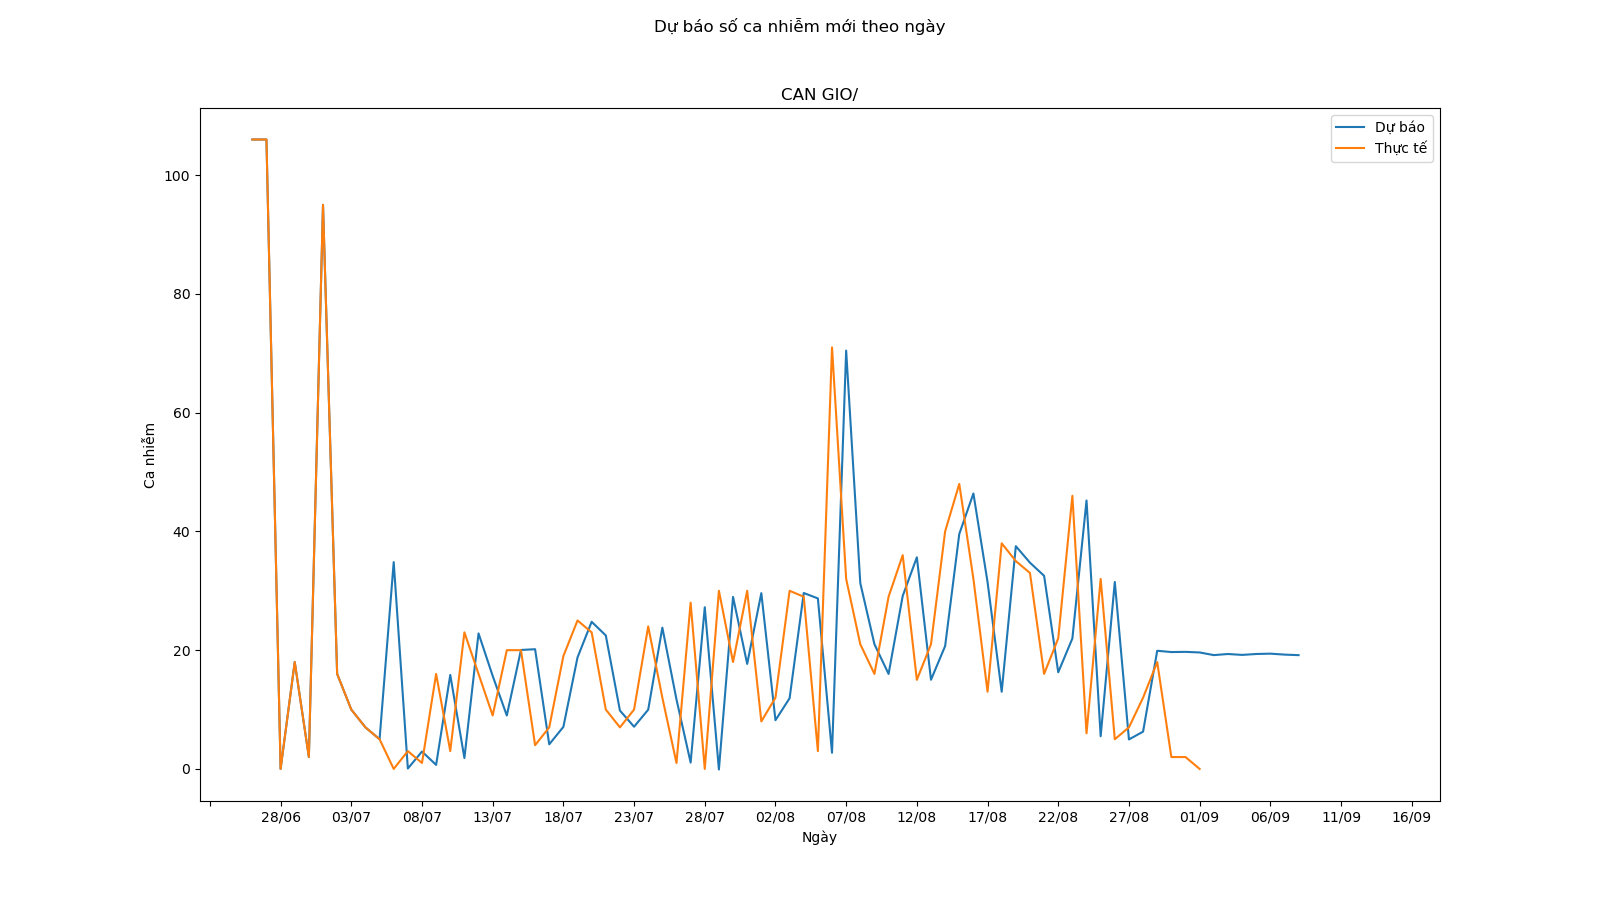 Dự báo số ca nhiễm mới theo ngày
CAN GIO/
Dự báo
Thực tế
Ca nhiễm
100
80
60
40
20
0
28/06 03/07 08/07 13/07 18/07 23/07 28/07 02/08 07/08 12/08 17/08 22/08 27/08 01/09 06/09 11/09 16/09
Ngày